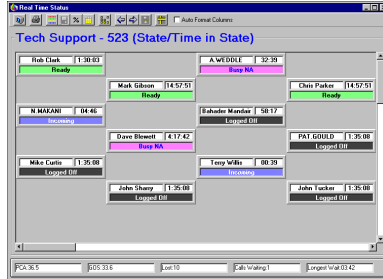 Real Time Status
Auto Format Columns
Tech Support - 523 (State/Time in State)
Rob Clark 1:30:03
Ready
A.WEDDLE 32:39
Busy NA
Mark Gibson 14:57:51
Ready
Chris Parker 14:57:51
Ready
N.MAKANI 04:46
Incoming
Bahader Mandair 58:17
Logged Off
Dave Blewett 4:17:42
Busy NA
PAT.GOULD 1:35:08
Logged Off
Mike Curtis 1:35:08
Logged Off
Terry Willis 00:39
Incoming
John Sharry 1:35:08
Logged Off
John Tucker 1:35:08
Logged Off
PCA:36.5 GOS:33.6 Lost:10 Calls Waiting:1 Longest Wait:03:42